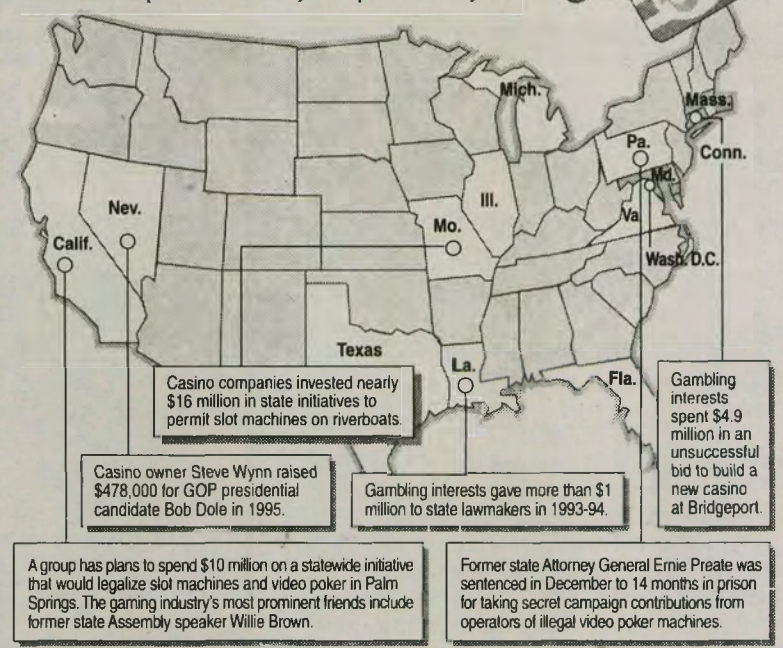 Mich.
Mass.
Pa.
Conn.
Md.
Nev.
Ill.
Va.
Mo.
Calif.
Wash. D.C.
Texas
La.
Fla.
Casino companies invested nearly
$16 million in state initiatives to
permit slot machines on riverboats.
Gambling
interests
spent $4.9
million in an
unsuccessful
bid to build a
new casino
at Bridgeport.
Casino owner Steve Wynn raised
$478,000 for GOP presidential
candidate Bob Dole in 1995.
Gambling interests gave more than $1
million to state lawmakers in 1993-94.
A group has plans to spend $10 million on a statewide initiative
that would legalize slot machines and video poker in Palm
Springs. The gaming industry's most prominent friends include
former state Assembly speaker Willie Brown.
Former state Attorney General Ernie Preate was
sentenced in December to 14 months in prison
for taking secret campaign contributions from
operators of illegal video poker machines.